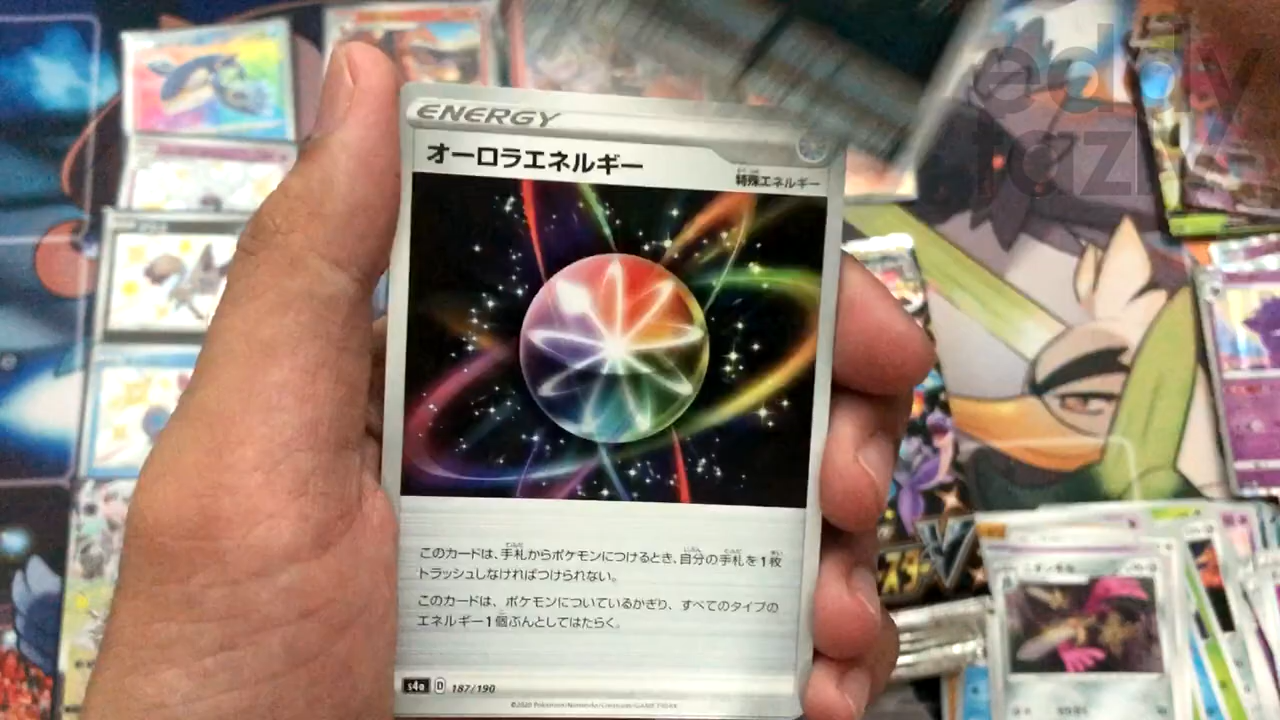 ENERGY
オーロラエネルギー
特殊エネルギー
このカードは、手札からポケモンにつけるとき、自分の手札を1枚
トラッシュしなければつけられない。
このカードは、ポケモンについているかぎり、すべてのタイプの
エネルギー1個ぶんとしてはたらく。
s4a D 187/190
©2020 Pokémon/Nintendo/Creatures/GAME FREAK
eddy